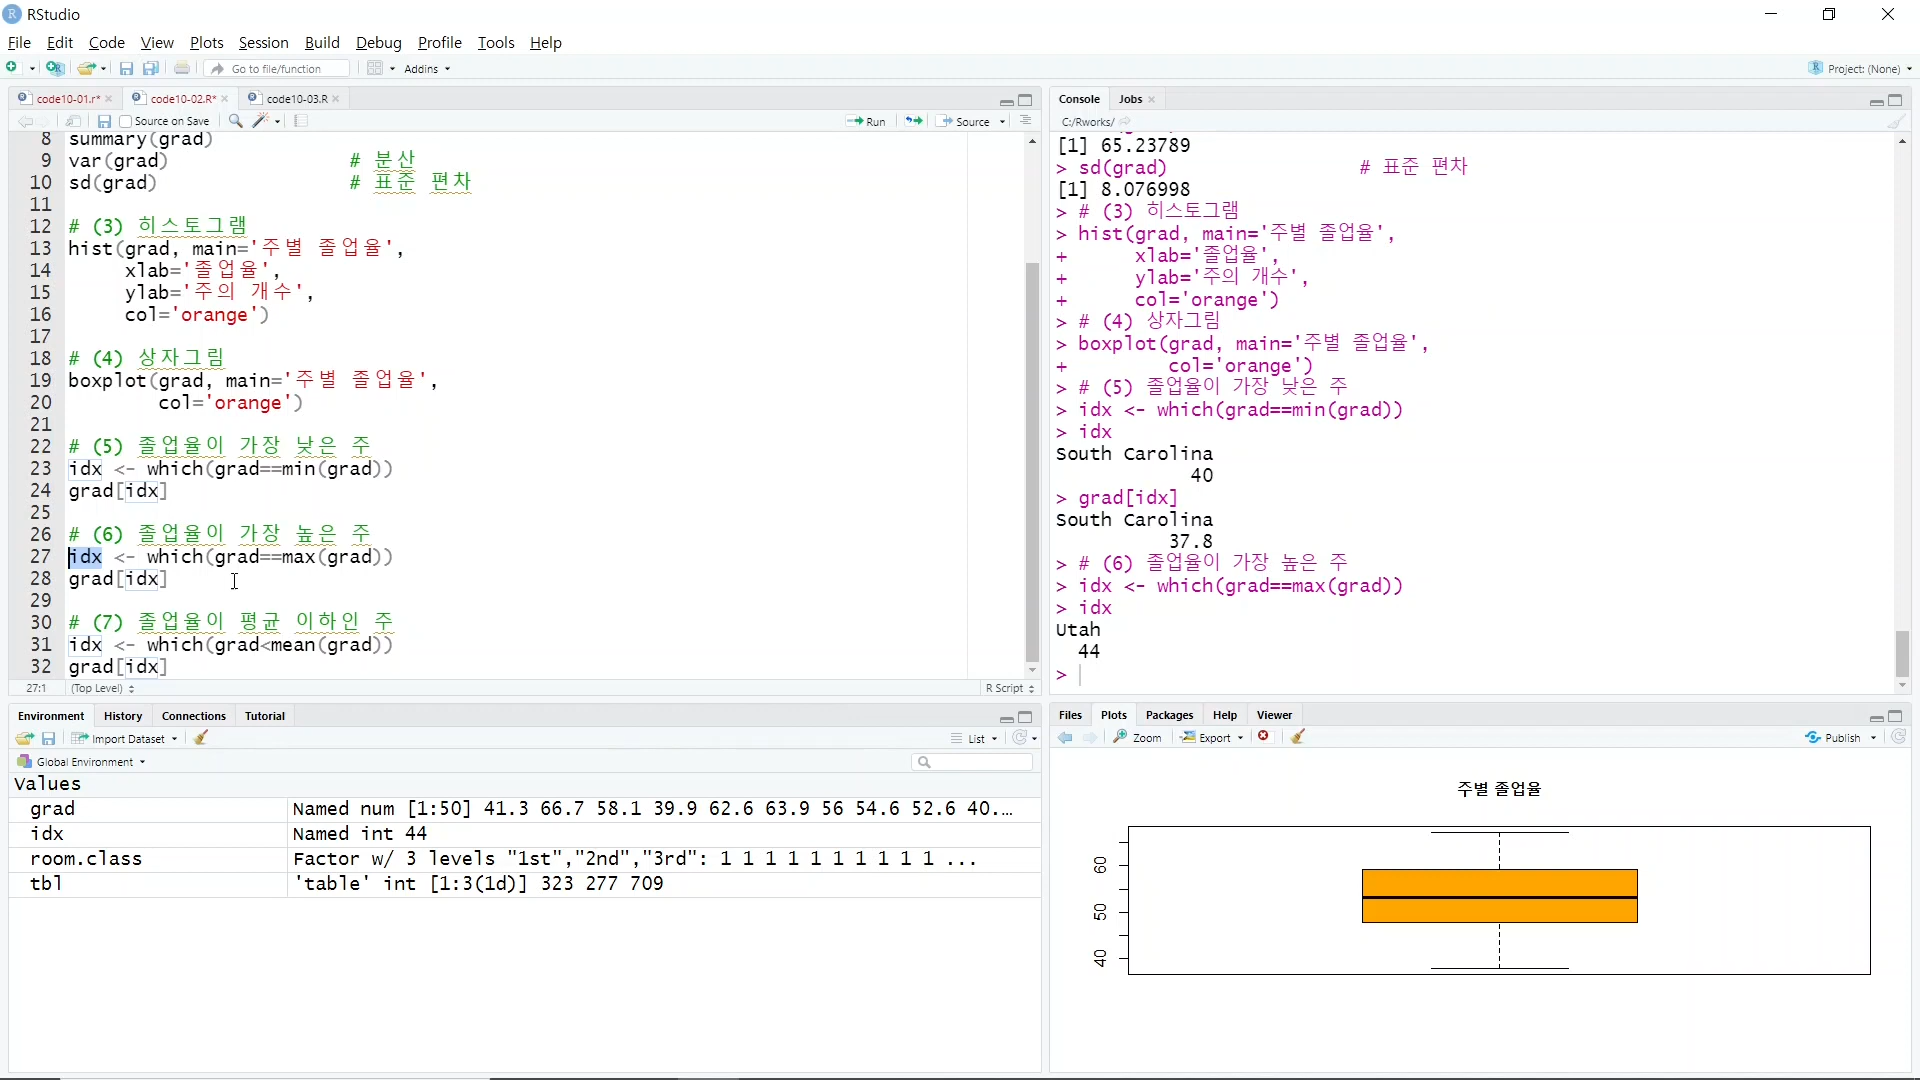 RStudio
File Edit Code View Plots Session Build Debug Profile Tools Help
Go to file/function Addins Project: (None)
code10-01.r* code10-02.R* code10-03.R
Source on Save Run Source
8 summary(grad)
9 var(grad) # 분산
10 sd(grad) # 표준 편차
11
12 # (3) 히스토그램
13 hist(grad, main='주별 졸업율',
14 xlab='졸업율',
15 ylab='주의 개수',
16 col='orange')
17
18 # (4) 상자그림
19 boxplot(grad, main='주별 졸업율',
20 col='orange')
21
22 # (5) 졸업율이 가장 낮은 주
23 idx <- which(grad==min(grad))
24 grad[idx]
25
26 # (6) 졸업율이 가장 높은 주
27 idx <- which(grad==max(grad))
28 grad[idx]
29
30 # (7) 졸업율이 평균 이하인 주
31 idx <- which(grad<mean(grad))
32 grad[idx]
27:1 (Top Level) R Script
Console Jobs
C:/Rworks/
[1] 65.23789
> sd(grad) # 표준 편차
[1] 8.076998
> # (3) 히스토그램
> hist(grad, main='주별 졸업율',
+ xlab='졸업율',
+ ylab='주의 개수',
+ col='orange')
> # (4) 상자그림
> boxplot(grad, main='주별 졸업율',
+ col='orange')
> # (5) 졸업율이 가장 낮은 주
> idx <- which(grad==min(grad))
> idx
South Carolina
40
> grad[idx]
South Carolina
37.8
> # (6) 졸업율이 가장 높은 주
> idx <- which(grad==max(grad))
> idx
Utah
44
>
Environment History Connections Tutorial
Import Dataset List
Global Environment
Values
grad Named num [1:50] 41.3 66.7 58.1 39.9 62.6 63.9 56 54.6 52.6 40....
idx Named int 44
room.class Factor w/ 3 levels "1st","2nd","3rd": 1 1 1 1 1 1 1 1 1 1 ...
tbl 'table' int [1:3(1d)] 323 277 709
Files Plots Packages Help Viewer
Zoom Export Publish
주별 졸업율
60
50
40